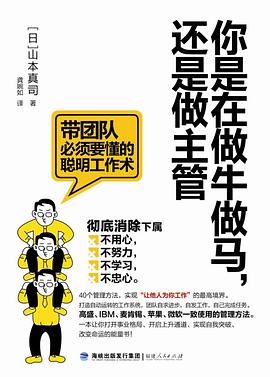 你是在做牛做马，
还是做主管
[日]山本真司 著
龚婉如 译
带团队
必须要懂的
聪明工作术
彻底消除下属
不用心，
不努力，
不学习，
不忠心。
40个管理方法，实现“让他人为你工作”的最高境界。
打造自动运转的工作系统，团队自求进步、自发工作、自己完成任务。
高盛、IBM、麦肯锡、苹果、微软一致使用的管理方法。
一本让你打开事业格局、开启上升通道、实现自我突破、
改变命运的能量书！
海峡出版发行集团 福建人民出版社